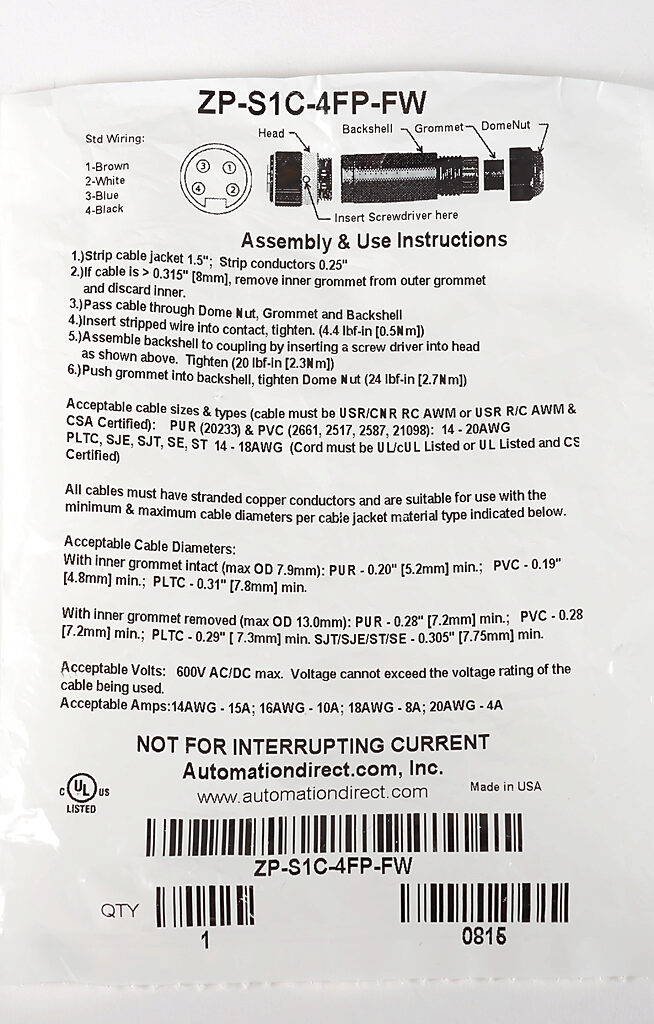 ZP-S1C-4FP-FW
Std Wiring:
1-Brown
2-White
3-Blue
4-Black
3 1
4 2
Head
Backshell
Grommet
DomeNut
Insert Screwdriver here
Assembly & Use Instructions
1.)Strip cable jacket 1.5"; Strip conductors 0.25"
2.)If cable is > 0.315" [8mm], remove inner grommet from outer grommet
and discard inner.
3.)Pass cable through Dome Nut, Grommet and Backshell
4.)Insert stripped wire into contact, tighten. (4.4 lbf-in [0.5Nm])
5.)Assemble backshell to coupling by inserting a screw driver into head
as shown above. Tighten (20 lbf-in [2.3Nm])
6.)Push grommet into backshell, tighten Dome Nut (24 lbf-in [2.7Nm])
Acceptable cable sizes & types (cable must be USR/CNR RC AWM or USR R/C AWM &
CSA Certified): PUR (20233) & PVC (2661, 2517, 2587, 21098): 14 - 20AWG
PLTC, SJE, SJT, SE, ST 14 - 18AWG (Cord must be UL/cUL Listed or UL Listed and CS
Certified)
All cables must have stranded copper conductors and are suitable for use with the
minimum & maximum cable diameters per cable jacket material type indicated below.
Acceptable Cable Diameters:
With inner grommet intact (max OD 7.9mm): PUR - 0.20" [5.2mm] min.; PVC - 0.19"
[4.8mm] min.; PLTC - 0.31" [7.8mm] min.
With inner grommet removed (max OD 13.0mm): PUR - 0.28" [7.2mm] min.; PVC - 0.28
[7.2mm] min.; PLTC - 0.29" [ 7.3mm] min. SJT/SJE/ST/SE - 0.305" [7.75mm] min.
Acceptable Volts: 600V AC/DC max. Voltage cannot exceed the voltage rating of the
cable being used.
Acceptable Amps:14AWG - 15A; 16AWG - 10A; 18AWG - 8A; 20AWG - 4A
NOT FOR INTERRUPTING CURRENT
Automationdirect.com, Inc.
www.automationdirect.com
Made in USA
C UL US
LISTED
ZP-S1C-4FP-FW
QTY
1
0815